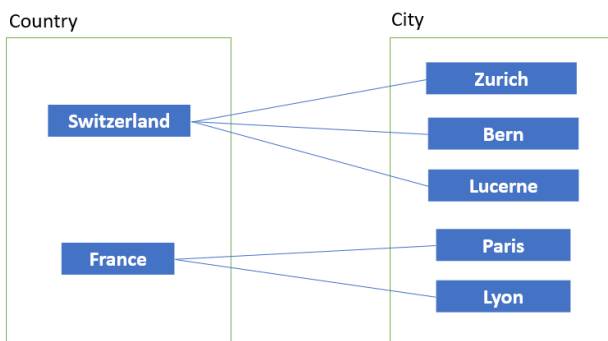 Country
City
Switzerland
Zurich
Bern
Lucerne
France
Paris
Lyon